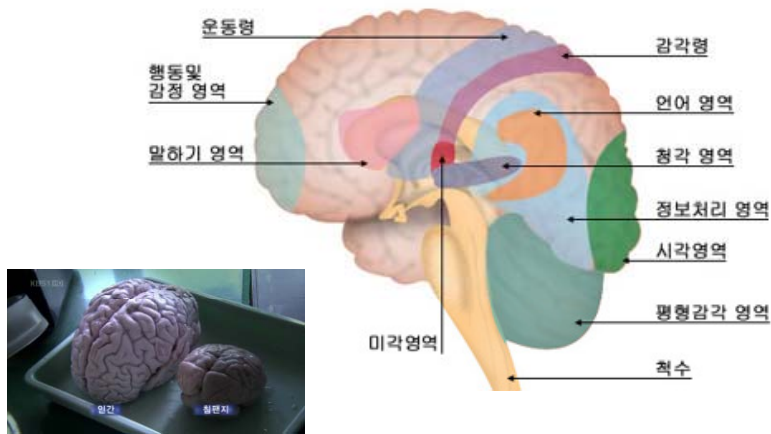 운동령
감각령
행동및
감정 영역
언어 영역
말하기 영역
청각 영역
정보처리 영역
시각영역
평형감각 영역
미각영역
척수
인간
침팬지